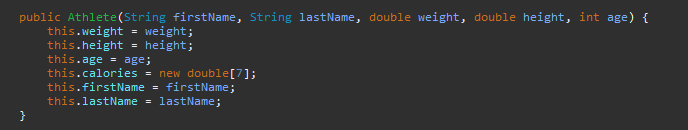 public Athlete(String firstName, String lastName, double weight, double height, int age) {
    this.weight = weight;
    this.height = height;
    this.age = age;
    this.calories = new double[7];
    this.firstName = firstName;
    this.lastName = lastName;
}